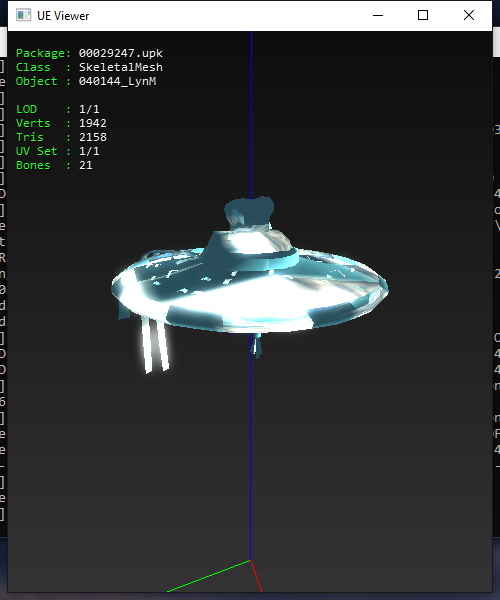 UE Viewer
Package: 00029247.upk
Class : SkeletalMesh
Object : 040144_LynM
LOD : 1/1
Verts : 1942
Tris : 2158
UV Set : 1/1
Bones : 21